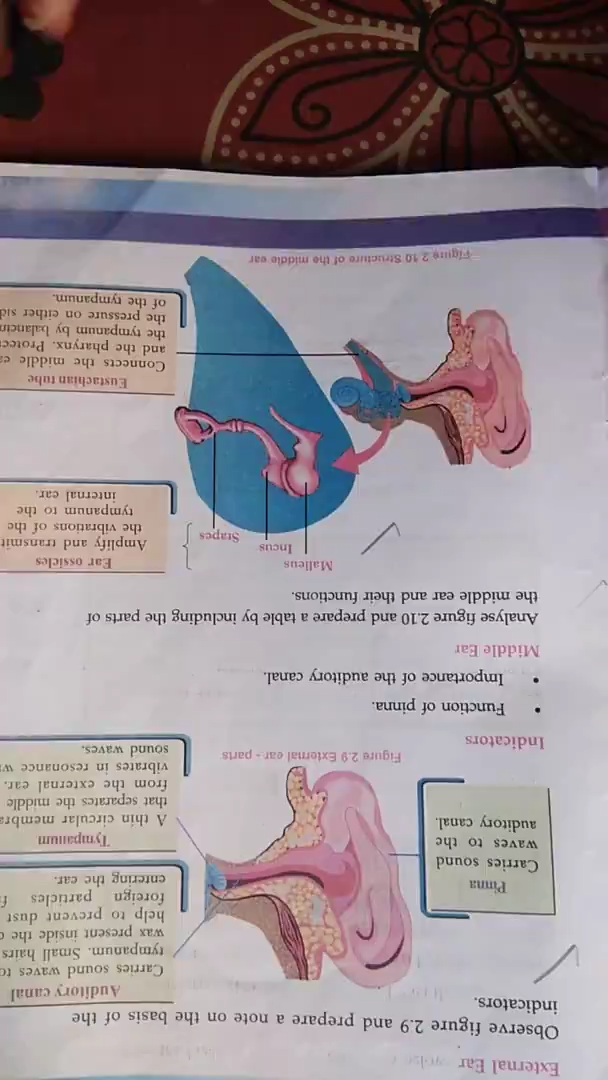 External Ear
Observe figure 2.9 and prepare a note on the basis of the
indicators.
Pinna
Carries sound
waves to the
auditory canal.
Auditory canal
Carries sound waves to
tympanum. Small hairs
wax present inside the
help to prevent dust
foreign particles
entering the ear.
Tympanum
A thin circular
that separates the middle
from the external ear.
vibrates in resonance
sound waves.
Figure 2.9 External ear - parts
Indicators
• Function of pinna.
• Importance of the auditory canal.
Middle Ear
Analyse figure 2.10 and prepare a table by including the parts of
the middle ear and their functions.
Malleus
Incus
Stapes
Ear ossicles
Amplify and transmit
the vibrations of the
tympanum to the
internal ear.
Eustachian tube
Connects the middle
and the pharynx.
the tympanum by
the pressure on either
of the tympanum.
Figure 2.10 Structure of the middle ear